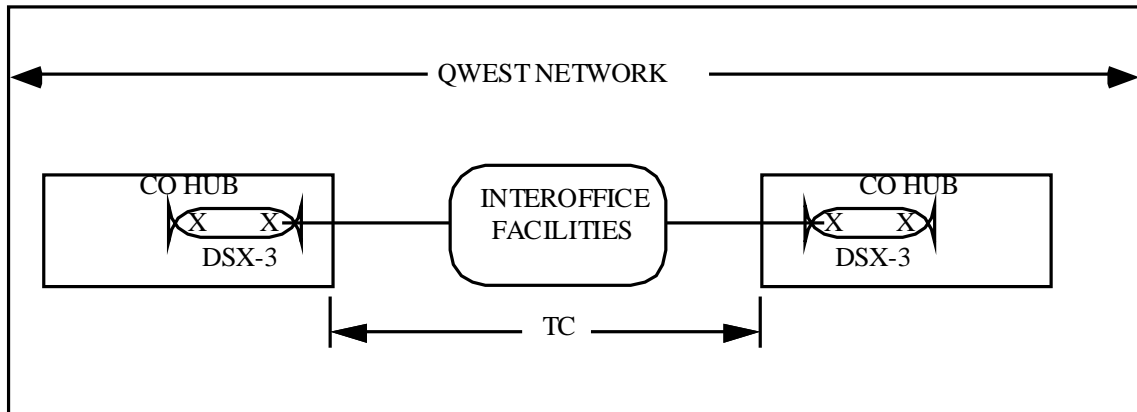 QWEST NETWORK
CO HUB
X X
DSX-3
INTEROFFICE
FACILITIES
CO HUB
X X
DSX-3
TC